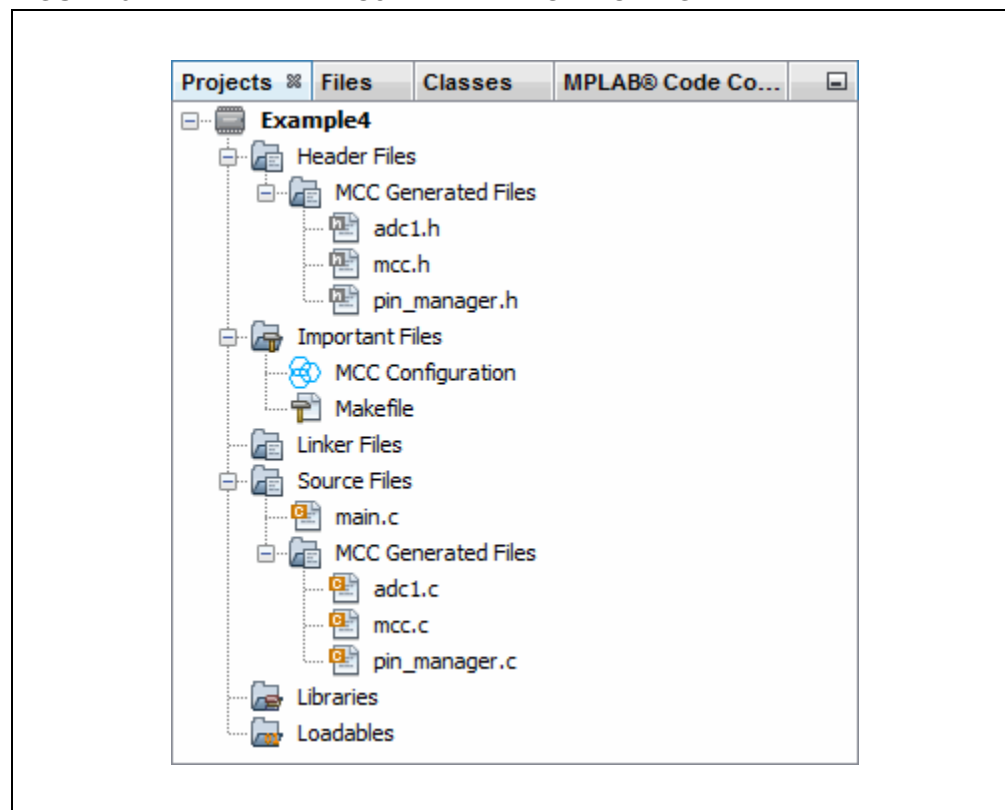 Projects Files Classes MPLAB® Code Co...
Example4
Header Files
MCC Generated Files
adc1.h
mcc.h
pin_manager.h
Important Files
MCC Configuration
Makefile
Linker Files
Source Files
main.c
MCC Generated Files
adc1.c
mcc.c
pin_manager.c
Libraries
Loadables